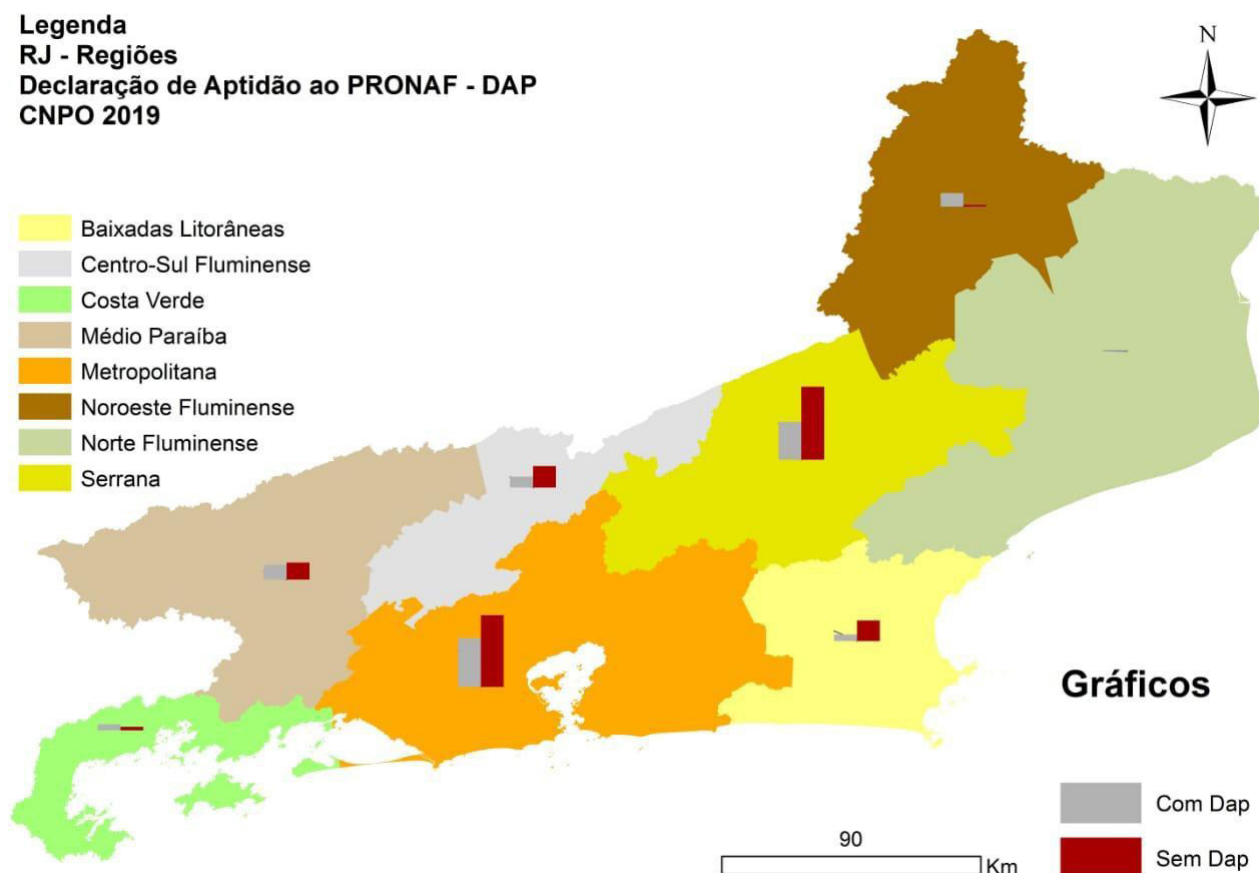 Legenda
RJ - Regiões
Declaração de Aptidão ao PRONAF - DAP
CNPO 2019
N
Baixadas Litorâneas
Centro-Sul Fluminense
Costa Verde
Médio Paraíba
Metropolitana
Noroeste Fluminense
Norte Fluminense
Serrana
Gráficos
Com Dap
Sem Dap
90
Km